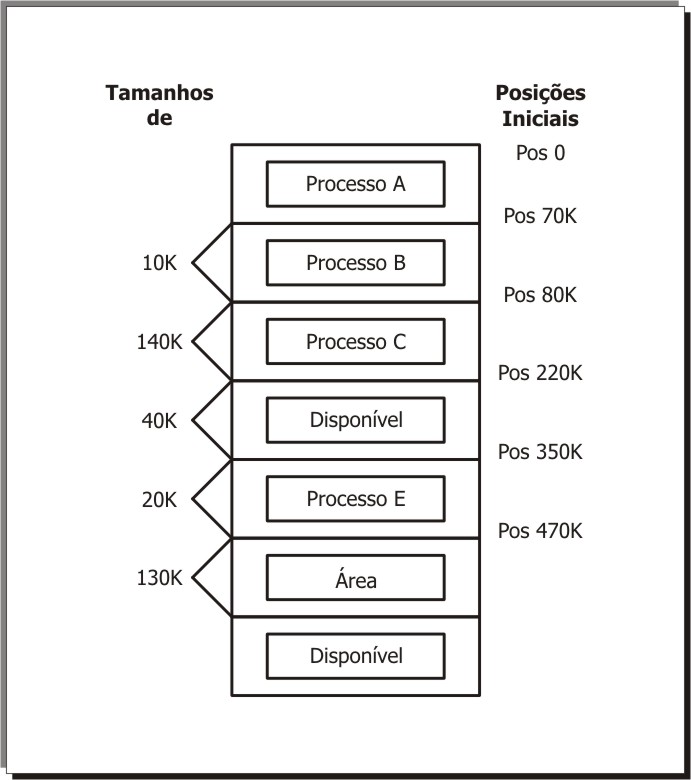 Tamanhos
de
Posições
Iniciais
Pos 0
Processo A
Pos 70K
10K
Processo B
Pos 80K
140K
Processo C
Pos 220K
40K
Disponível
Pos 350K
20K
Processo E
Pos 470K
130K
Área
Disponível